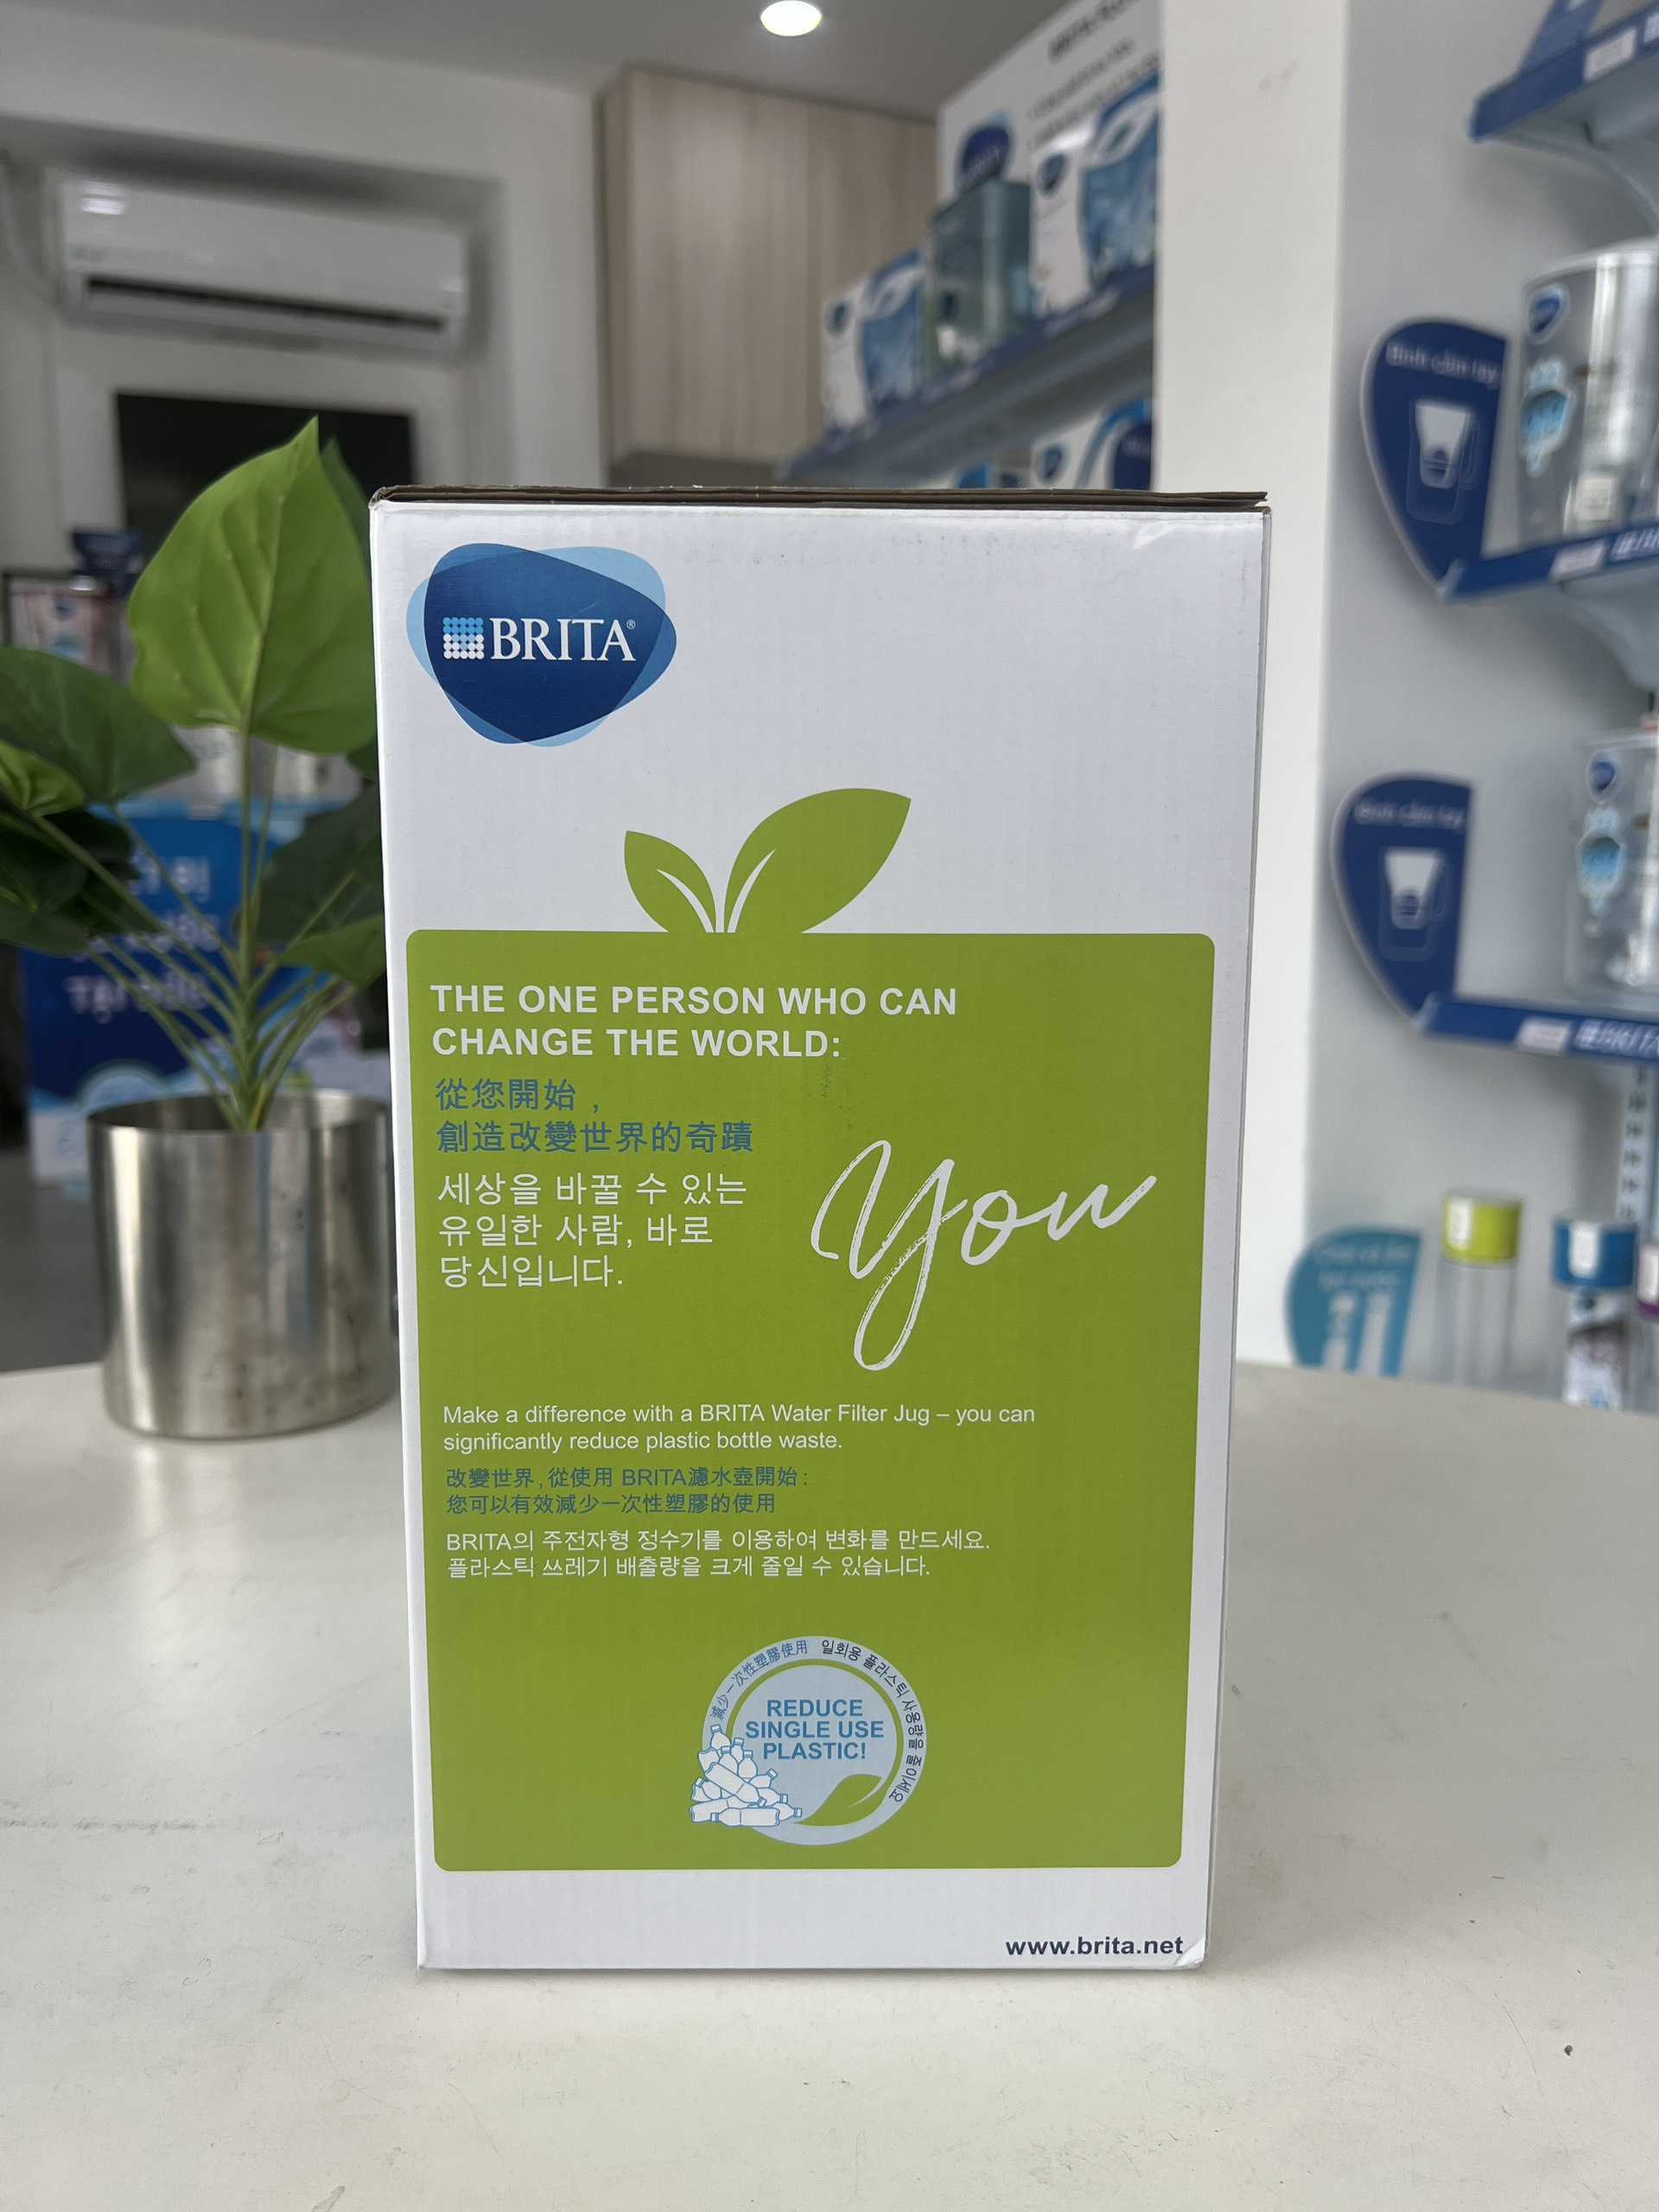 BRITA®
THE ONE PERSON WHO CAN
CHANGE THE WORLD:
從您開始，
創造改變世界的奇蹟
세상을 바꿀 수 있는
유일한 사람, 바로
당신입니다.
you
Make a difference with a BRITA Water Filter Jug – you can
significantly reduce plastic bottle waste.
改變世界，從使用 BRITA濾水壺開始：
您可以有效減少一次性塑膠的使用
BRITA의 주전자형 정수기를 이용하여 변화를 만드세요.
플라스틱 쓰레기 배출량을 크게 줄일 수 있습니다.
減少一次性塑膠使用 일회용 플라스틱 사용량을 줄이세요
REDUCE
SINGLE USE
PLASTIC!
www.brita.net
Bình cầm tay
Bình cầm tay